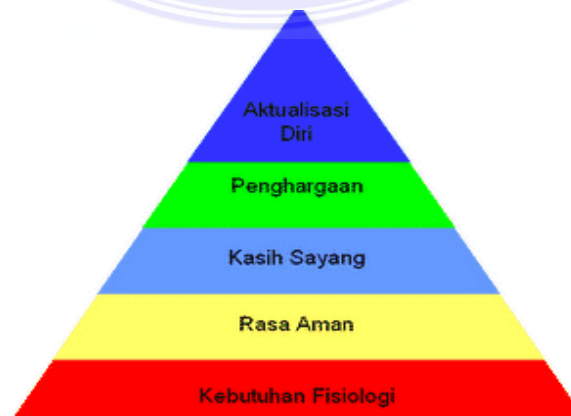 Aktualisasi
Diri
Penghargaan
Kasih Sayang
Rasa Aman
Kebutuhan Fisiologi